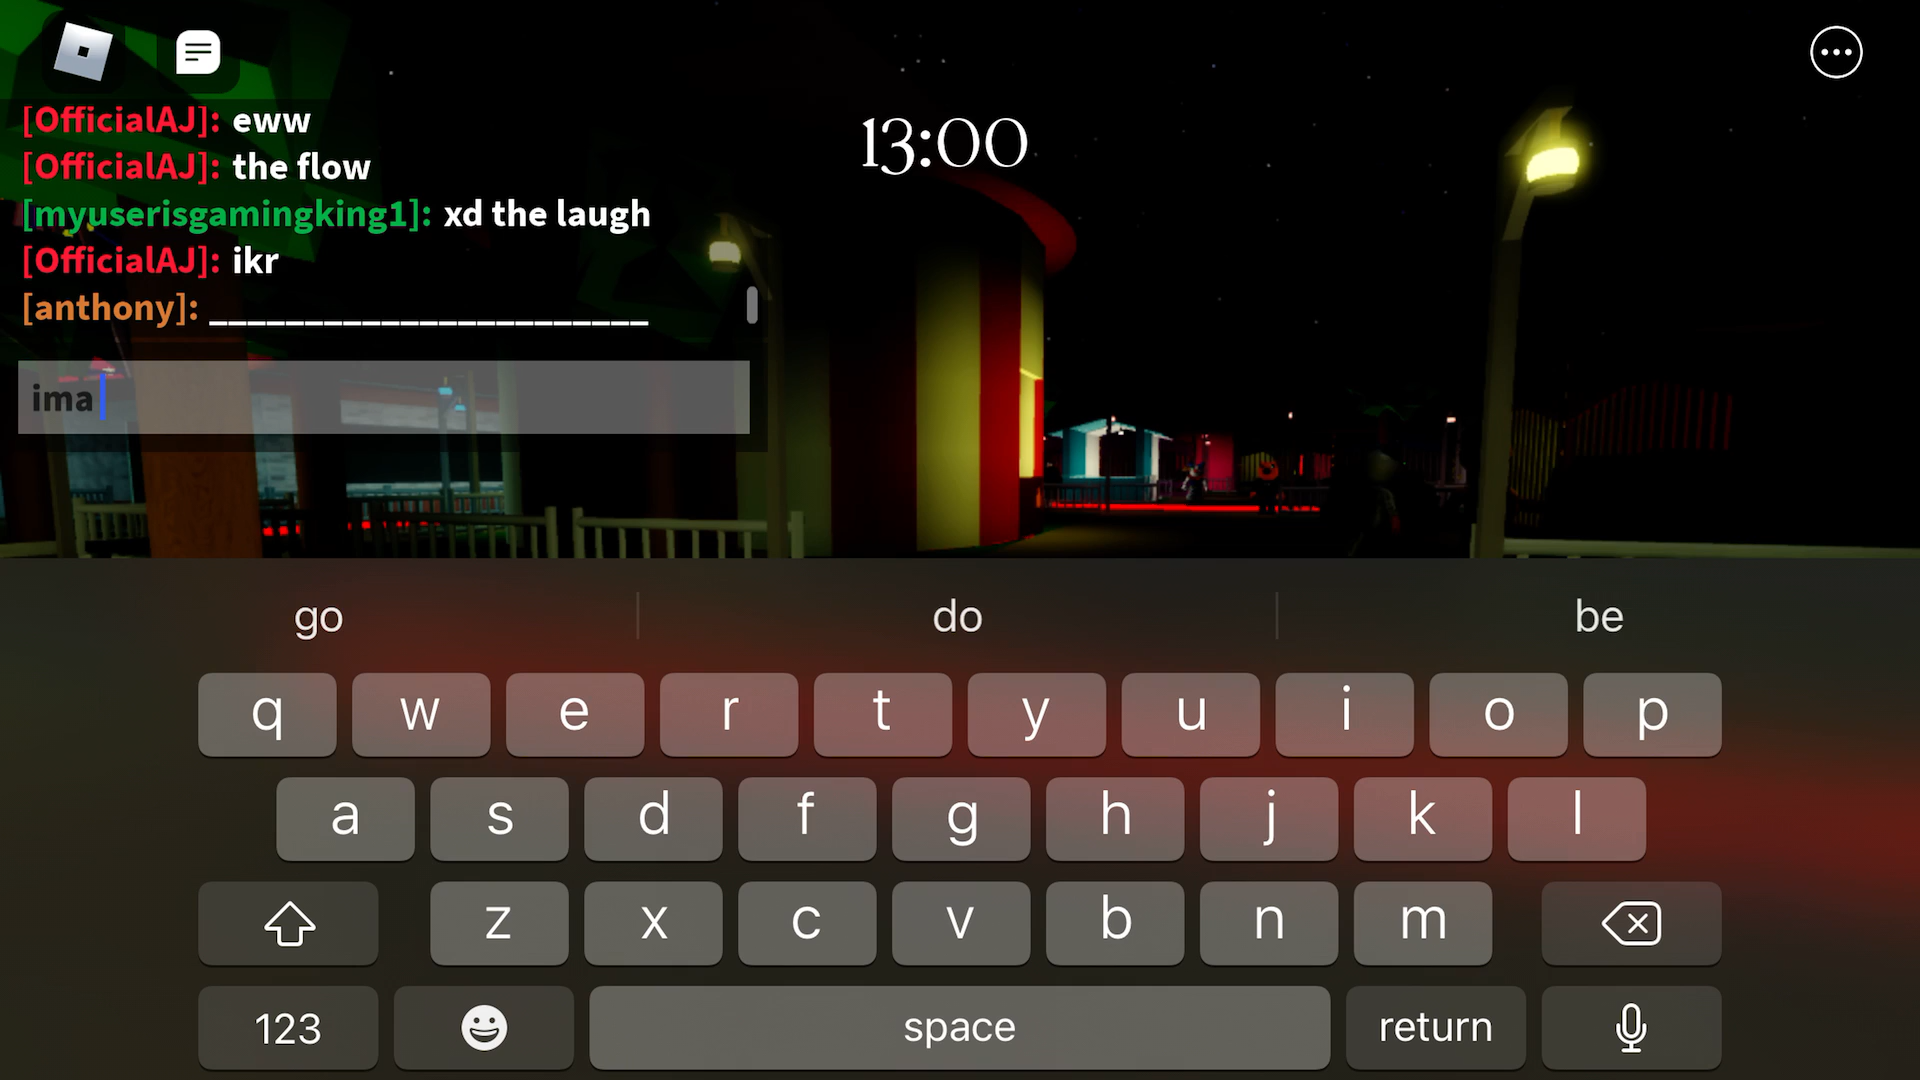 [OfficialAJ]: eww
13:00
[OfficialAJ]: the flow
[myuserisgamingking1]: xd the laugh
[OfficialAJ]: ikr
[anthony]: _______________________
ima
go do be
q w e r t y u i o p
a s d f g h j k l
z x c v b n m
123 space return